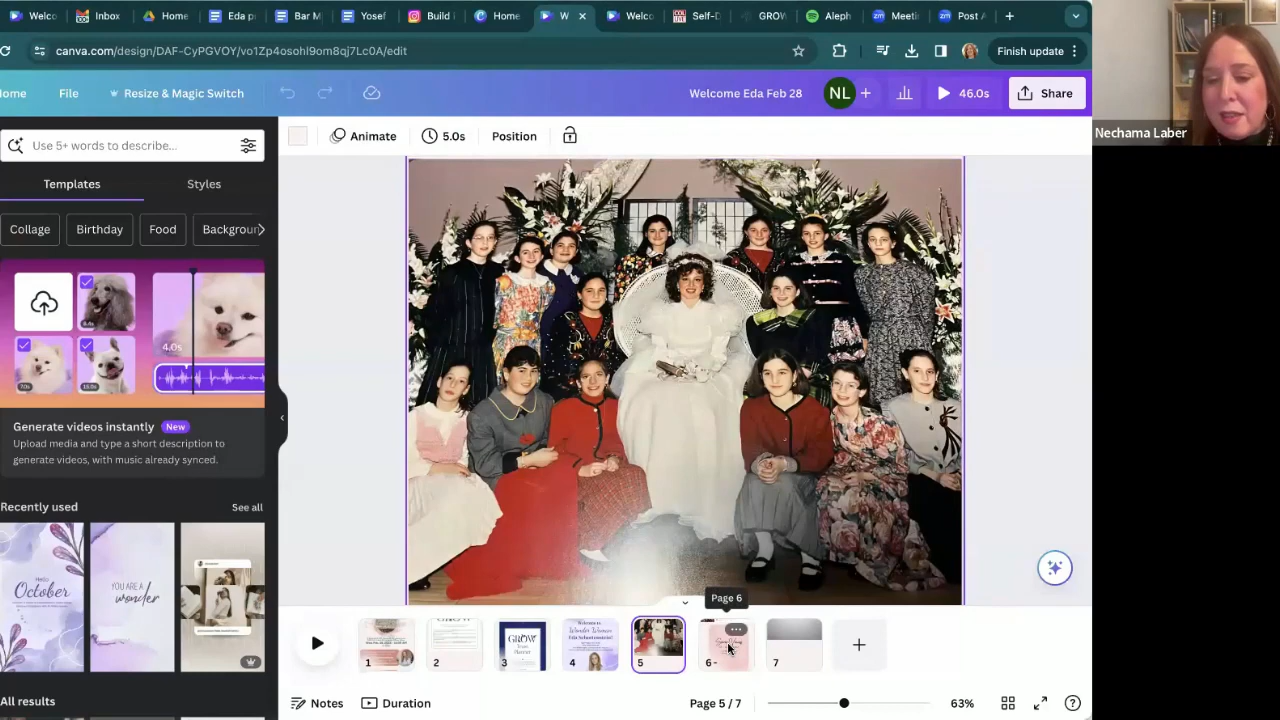 Welco
Inbox
Home
Eda p
Bar M
Yosef
Build i
Home
W
Welco
Self-D
GROW
Aleph
Meeti
Post A
canva.com/design/DAF-CyPGVOY/vo1Zp4osohl9om8qj7Lc0A/edit
Finish update
ome
File
Resize & Magic Switch
Welcome Eda Feb 28
NL
46.0s
Share
Nechama Laber
Use 5+ words to describe...
Animate
5.0s
Position
Templates
Styles
Collage
Birthday
Food
Backgroun
4.0s
Generate videos instantly
New
Upload media and type a short description to
generate videos, with music already synced.
Recently used
See all
Hello
October
YOU ARE A
wonder
All results
Page 6
1
2
GROW
3
Wonder Women
4
5
6 -
7
Notes
Duration
Page 5 / 7
63%